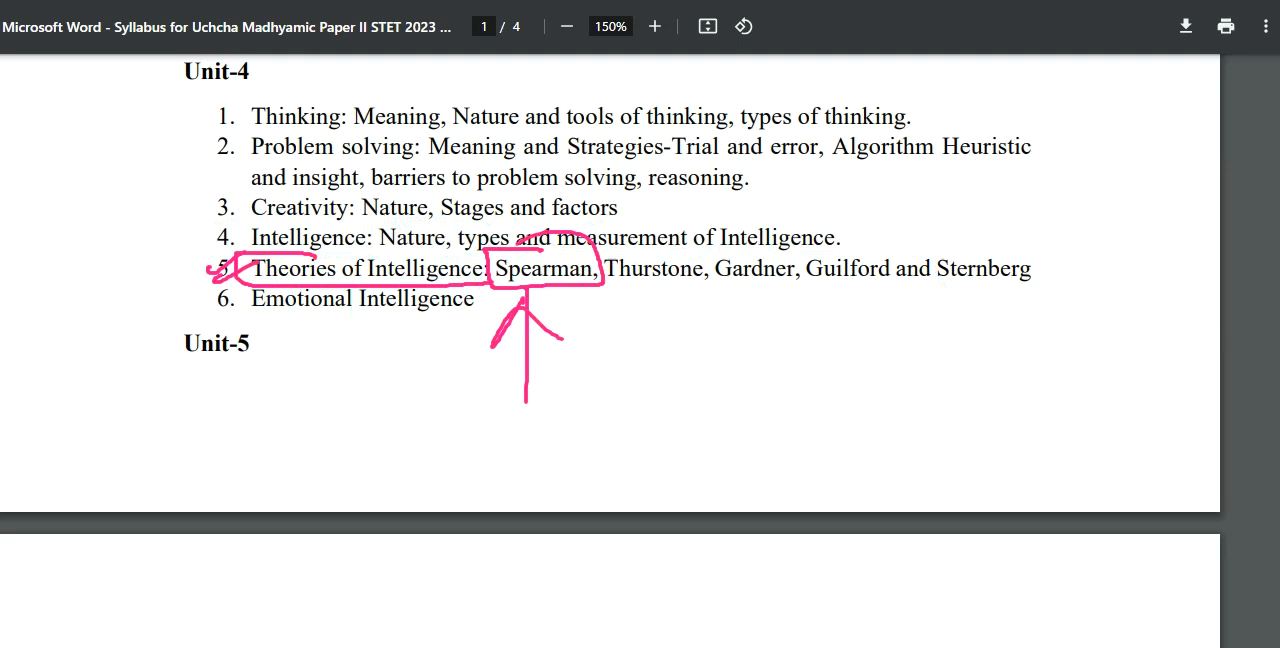 Microsoft Word - Syllabus for Uchcha Madhyamic Paper II STET 2023 ... 1 / 4 150%
Unit-4
1. Thinking: Meaning, Nature and tools of thinking, types of thinking.
2. Problem solving: Meaning and Strategies-Trial and error, Algorithm Heuristic
and insight, barriers to problem solving, reasoning.
3. Creativity: Nature, Stages and factors
4. Intelligence: Nature, types and measurement of Intelligence.
5. Theories of Intelligence: Spearman, Thurstone, Gardner, Guilford and Sternberg
6. Emotional Intelligence
Unit-5